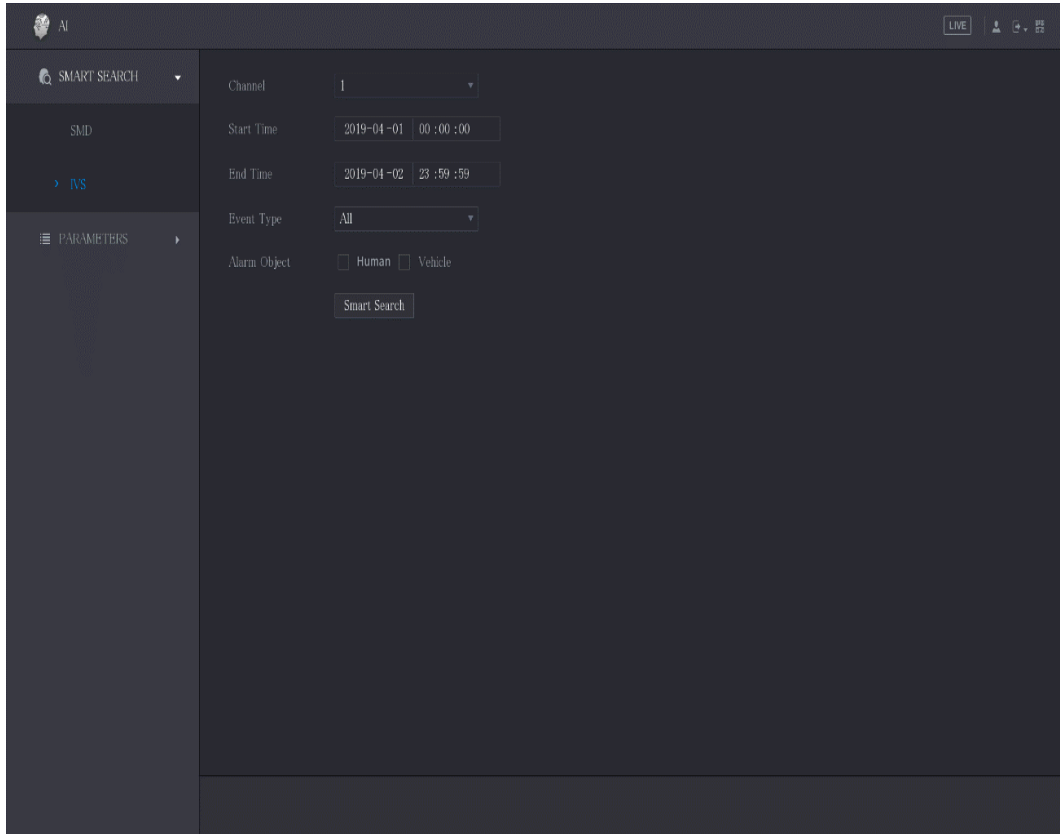 AI
LIVE
SMART SEARCH
SMD
IVS
PARAMETERS
Channel 1
Start Time 2019-04-01 00:00:00
End Time 2019-04-02 23:59:59
Event Type All
Alarm Object Human Vehicle
Smart Search